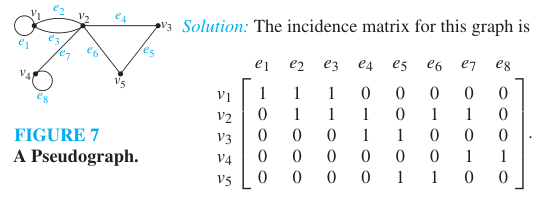 v1 e2 v2 e4 v3
e1 e3 e7 e6 e5
v4 v5
e8
FIGURE 7
A Pseudograph.
Solution: The incidence matrix for this graph is
e1 e2 e3 e4 e5 e6 e7 e8
v1 1 1 1 0 0 0 0 0
v2 0 1 1 1 0 1 1 0
v3 0 0 0 1 1 0 0 0
v4 0 0 0 0 0 0 1 1
v5 0 0 0 0 1 1 0 0 .